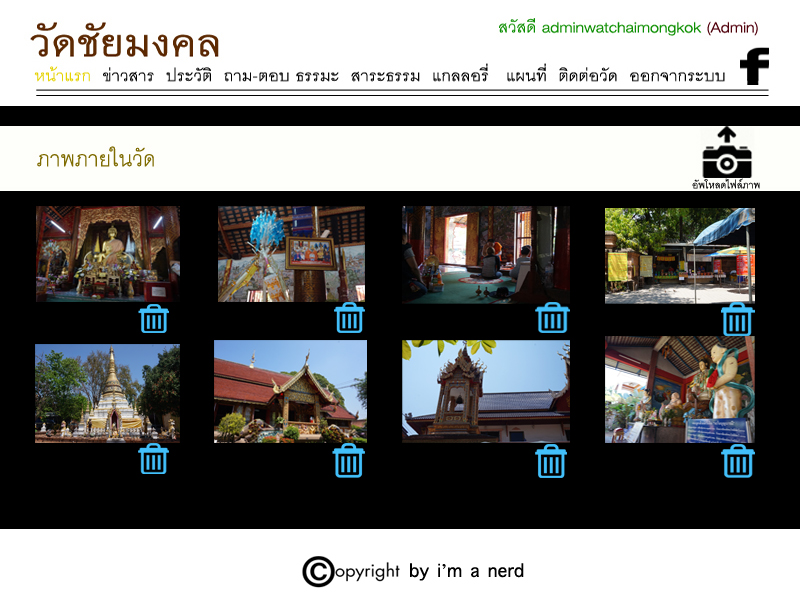 สวัสดี adminwatchaimongkok (Admin)
วัดชัยมงคล
หน้าแรก ข่าวสาร ประวัติ ถาม-ตอบ ธรรมะ สาระธรรม แกลลอรี่ แผนที่ ติดต่อวัด ออกจากระบบ
ภาพภายในวัด
อัพโหลดไฟล์ภาพ
©opyright by i'm a nerd